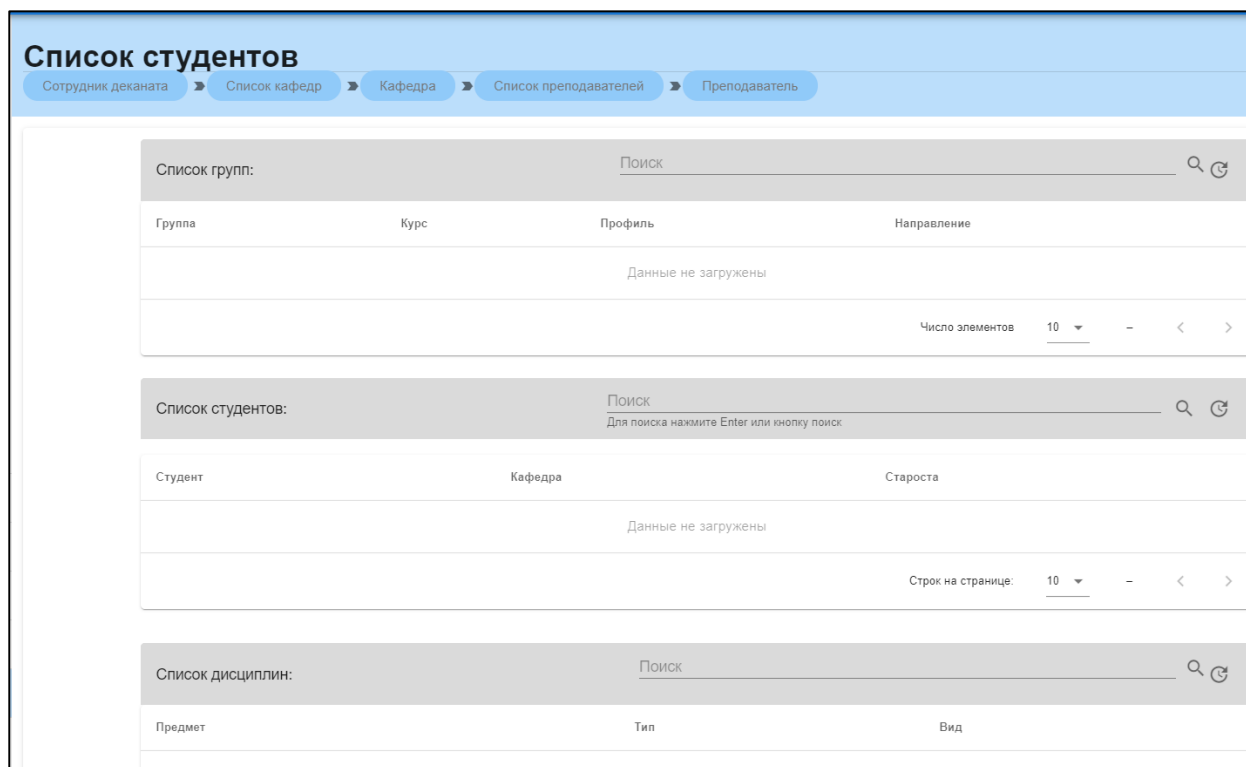 Список студентов
Сотрудник деканата Список кафедр Кафедра Список преподавателей Преподаватель
Список групп: Поиск
Группа Курс Профиль Направление
Данные не загружены
Число элементов 10 –
Список студентов: Поиск
Для поиска нажмите Enter или кнопку поиск
Студент Кафедра Староста
Данные не загружены
Строк на странице: 10 –
Список дисциплин: Поиск
Предмет Тип Вид